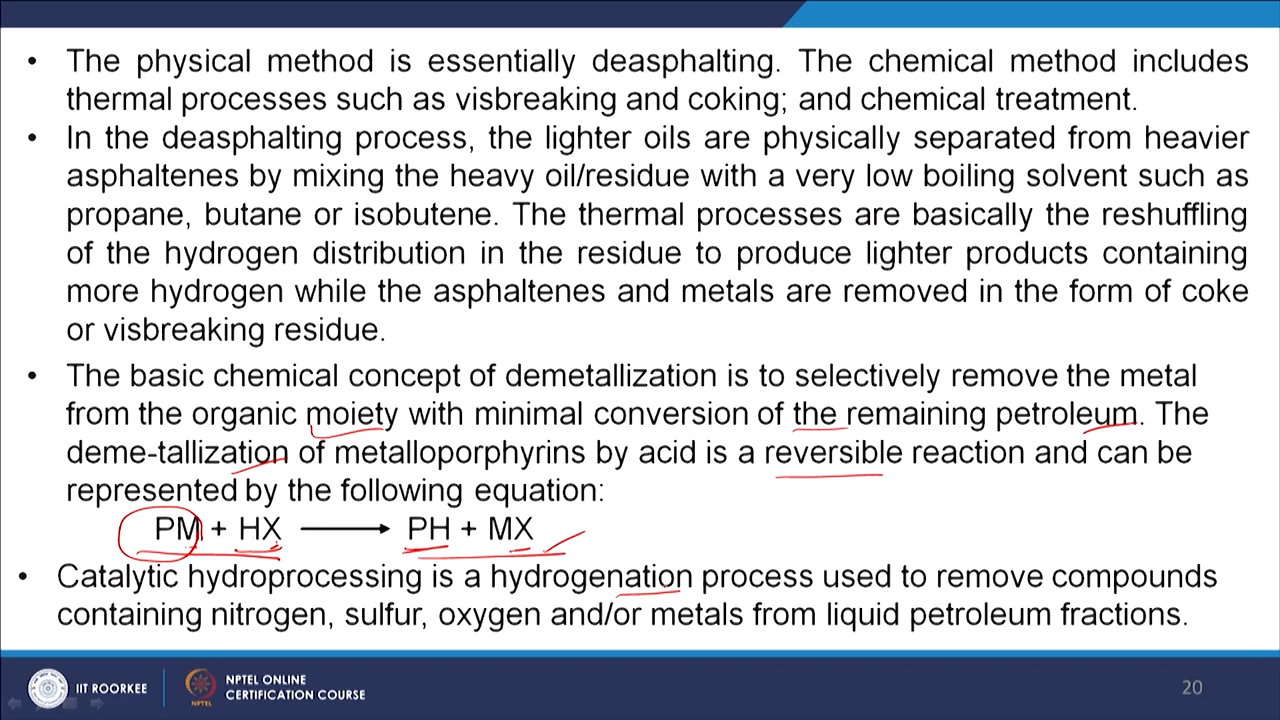 • The physical method is essentially deasphalting. The chemical method includes
thermal processes such as visbreaking and coking; and chemical treatment.
• In the deasphalting process, the lighter oils are physically separated from heavier
asphaltenes by mixing the heavy oil/residue with a very low boiling solvent such as
propane, butane or isobutene. The thermal processes are basically the reshuffling
of the hydrogen distribution in the residue to produce lighter products containing
more hydrogen while the asphaltenes and metals are removed in the form of coke
or visbreaking residue.
• The basic chemical concept of demetallization is to selectively remove the metal
from the organic moiety with minimal conversion of the remaining petroleum. The
deme-tallization of metalloporphyrins by acid is a reversible reaction and can be
represented by the following equation:
PM + HX ⟶ PH + MX
• Catalytic hydroprocessing is a hydrogenation process used to remove compounds
containing nitrogen, sulfur, oxygen and/or metals from liquid petroleum fractions.
IIT ROORKEE
NPTEL
NPTEL ONLINE
CERTIFICATION COURSE
20